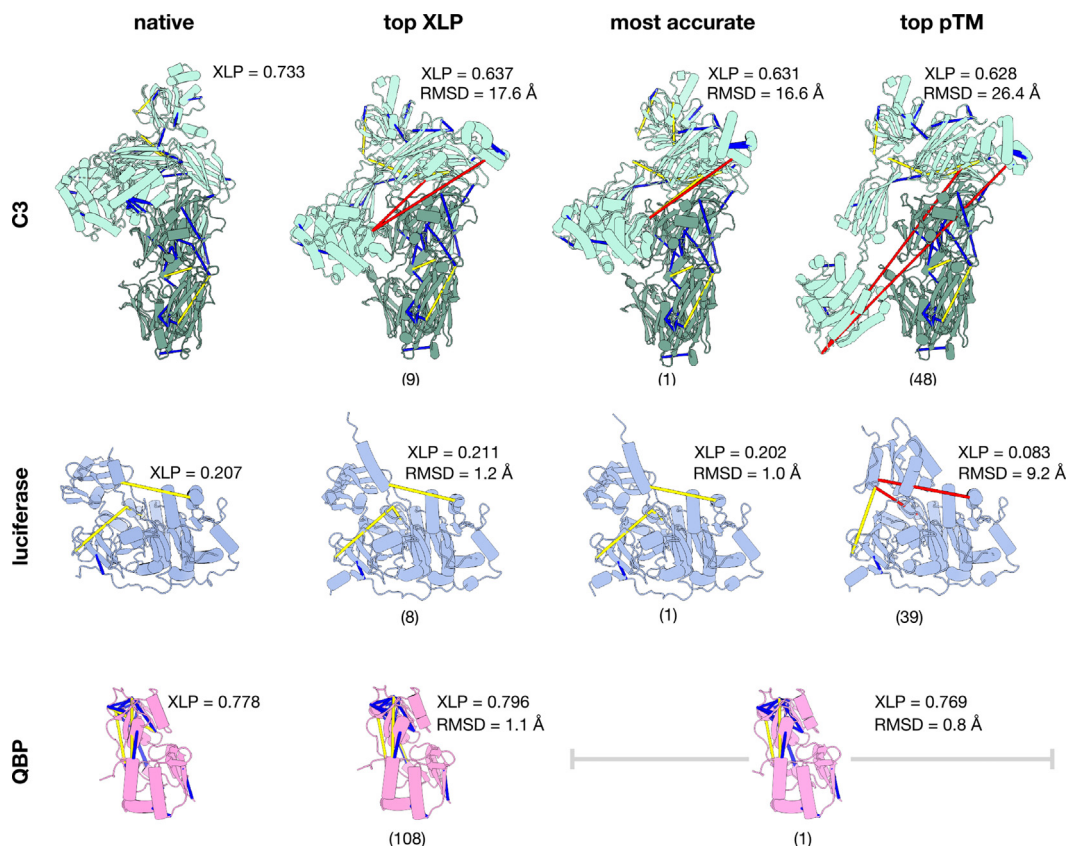 native
top XLP
most accurate
top pTM
C3
XLP = 0.733
XLP = 0.637
RMSD = 17.6 Å
XLP = 0.631
RMSD = 16.6 Å
XLP = 0.628
RMSD = 26.4 Å
(9)
(1)
(48)
luciferase
XLP = 0.207
XLP = 0.211
RMSD = 1.2 Å
XLP = 0.202
RMSD = 1.0 Å
XLP = 0.083
RMSD = 9.2 Å
(8)
(1)
(39)
QBP
XLP = 0.778
XLP = 0.796
RMSD = 1.1 Å
XLP = 0.769
RMSD = 0.8 Å
(108)
(1)